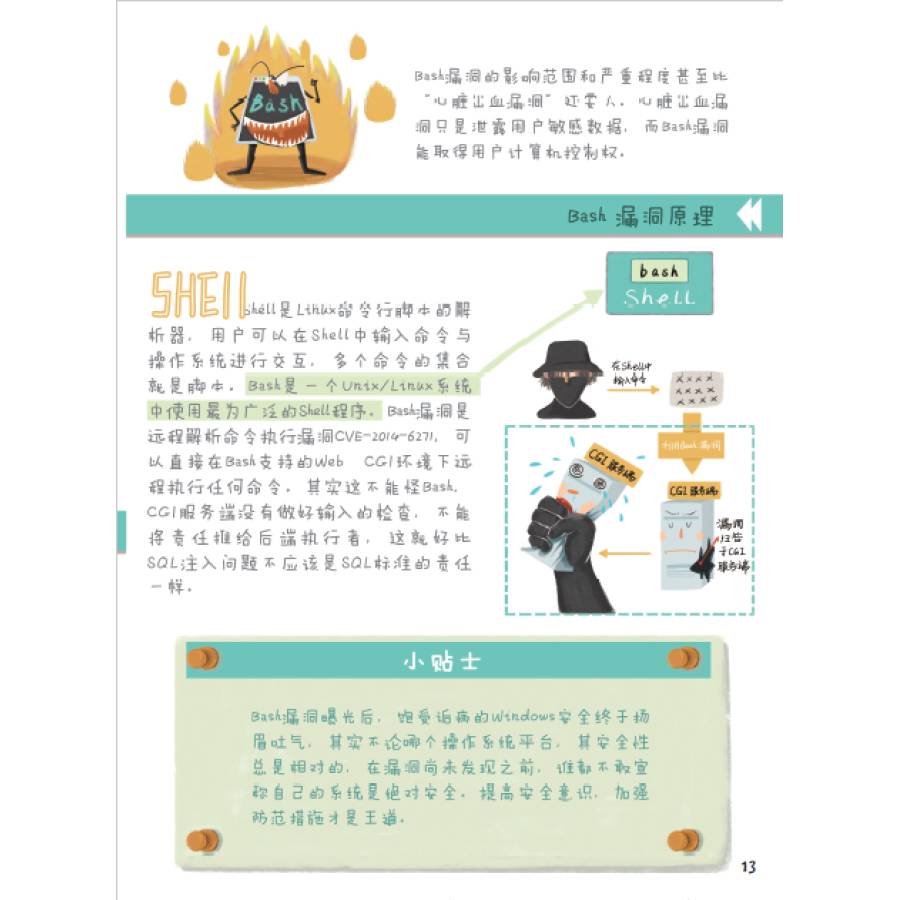 Bash
Bash漏洞的影响范围和严重程度甚至比
“心脏出血漏洞”还要大。心脏出血漏
洞只是泄露用户敏感数据，而Bash漏洞
能取得用户计算机控制权。
Bash 漏洞原理
SHEll
Shell是Linux命令行脚本的解
析器，用户可以在Shell中输入命令与
操作系统进行交互，多个命令的集合
就是脚本。Bash是一个Unix/Linux系统
中使用最为广泛的Shell程序。Bash漏洞是
远程解析命令执行漏洞CVE-2014-6271，可
以直接在Bash支持的Web CGI环境下远
程执行任何命令。其实这不能怪Bash，
CGI服务端没有做好输入的检查，不能
将责任推给后端执行者，这就好比
SQL注入问题不应该是SQL标准的责任
一样。
bash
Shell
在Shell中
输入命令
××××
××××
××××
利用Bash漏洞
CGI服务端
CGI服务端
漏洞
归咎
于CGI
服务端
小贴士
Bash漏洞曝光后，饱受诟病的Windows安全终于扬
眉吐气，其实不论哪个操作系统平台，其安全性
总是相对的，在漏洞尚未发现之前，谁都不敢宣
称自己的系统是绝对安全。提高安全意识，加强
防范措施才是王道。
13